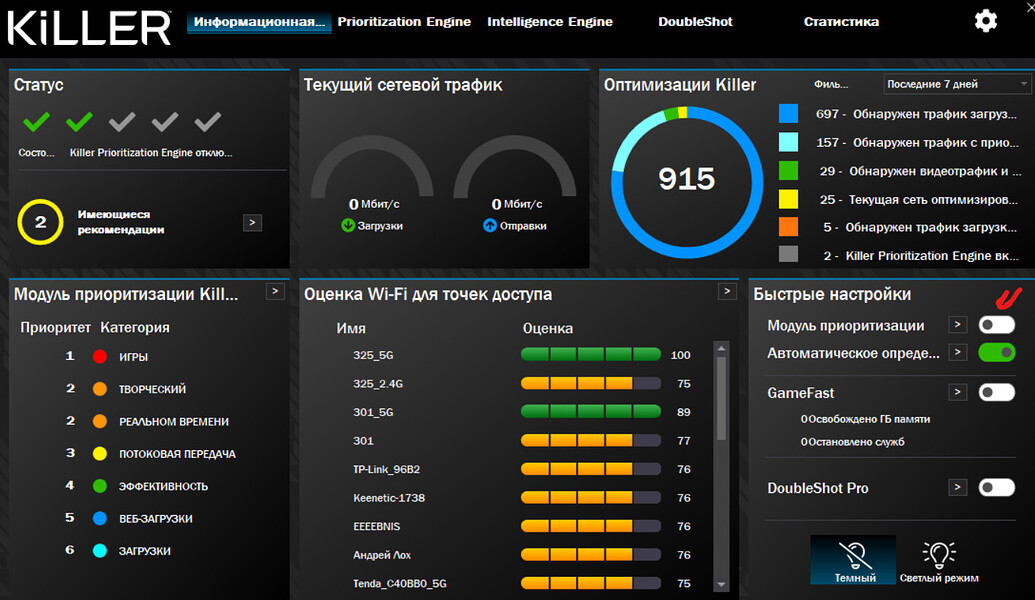 KiLLER
Информационная... Prioritization Engine Intelligence Engine DoubleShot Статистика
Статус
Состо... Killer Prioritization Engine отклю...
2
Имеющиеся
рекомендации
>
Текущий сетевой трафик
0 Мбит/с 0 Мбит/с
Загрузки Отправки
Оптимизации Killer
Филь... Последние 7 дней
915
697 - Обнаружен трафик загруз...
157 - Обнаружен трафик с прио...
29 - Обнаружен видеотрафик и ...
25 - Текущая сеть оптимизиров...
5 - Обнаружен трафик загрузк...
2 - Killer Prioritization Engine вк...
Модуль приоритизации Kill... >
Приоритет Категория
1 ИГРЫ
2 ТВОРЧЕСКИЙ
2 РЕАЛЬНОМ ВРЕМЕНИ
3 ПОТОКОВАЯ ПЕРЕДАЧА
4 ЭФФЕКТИВНОСТЬ
5 ВЕБ-ЗАГРУЗКИ
6 ЗАГРУЗКИ
Оценка Wi-Fi для точек доступа >
Имя Оценка
325_5G 100
325_2.4G 75
301_5G 89
301 77
TP-Link_96B2 76
Keenetic-1738 76
EEEEBNIS 76
Андрей Лох 76
Tenda_C40BB0_5G 75
Быстрые настройки
Модуль приоритизации >
Автоматическое опреде... >
GameFast >
0Освобождено ГБ памяти
0Остановлено служб
DoubleShot Pro >
Темный Светлый режим